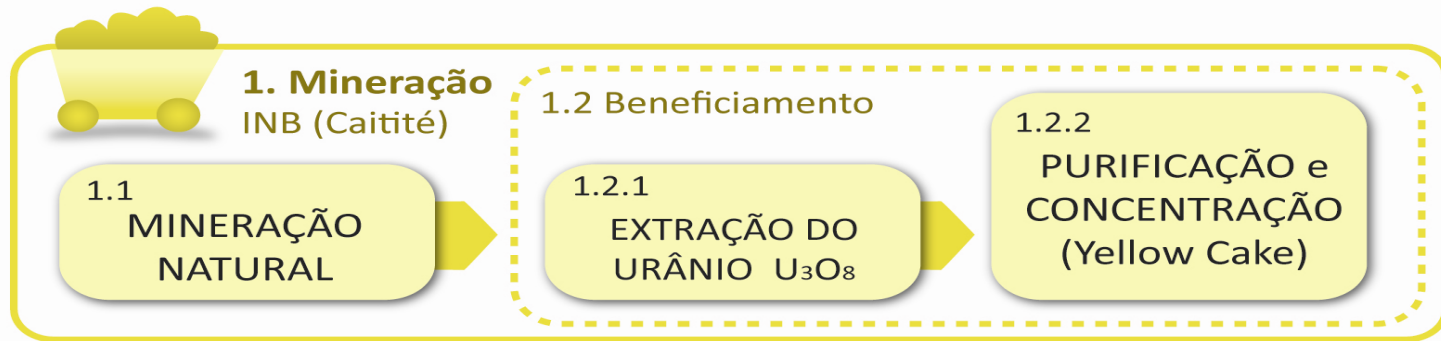 1. Mineração
INB (Caitité)
1.1
MINERAÇÃO
NATURAL
1.2 Beneficiamento
1.2.1
EXTRAÇÃO DO
URÂNIO U₃O₈
1.2.2
PURIFICAÇÃO e
CONCENTRAÇÃO
(Yellow Cake)